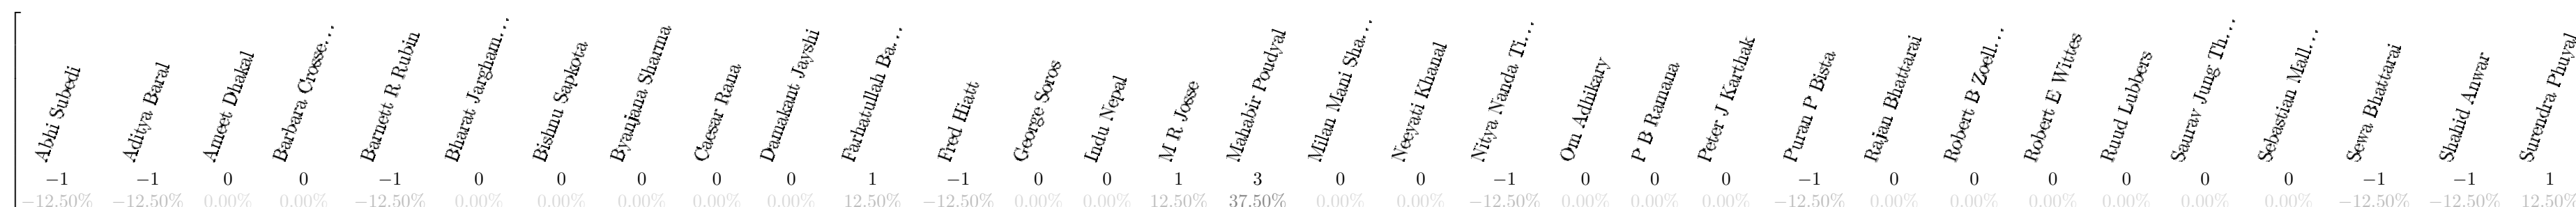 Abhi Subedi Aditya Baral Ameet Dhakal Barbara Crosse… Barnett R Rubin Bharat Jargham… Bishnu Sapkota Byanjana Sharma Caesar Rana Damakant Jayshi Farhatullah Ba… Fred Hiatt George Soros Indu Nepal M R Josse Mahabir Poudyal Milan Mani Sha… Neeyati Khanal Nitya Nanda Ti… Om Adhikary P B Ramana Peter J Karthak Puran P Bista Rajan Bhattarai Robert B Zoell… Robert E Wittes Ruud Lubbers Saurav Jung Th… Sebastian Mall… Sewa Bhattarai Shahid Anwar Surendra Phuyal
−1 −1 0 0 −1 0 0 0 0 0 1 −1 0 0 1 3 0 0 −1 0 0 0 −1 0 0 0 0 0 0 −1 −1 1
−12.50% −12.50% 0.00% 0.00% −12.50% 0.00% 0.00% 0.00% 0.00% 0.00% 12.50% −12.50% 0.00% 0.00% 12.50% 37.50% 0.00% 0.00% −12.50% 0.00% 0.00% 0.00% −12.50% 0.00% 0.00% 0.00% 0.00% 0.00% 0.00% −12.50% −12.50% 12.50%